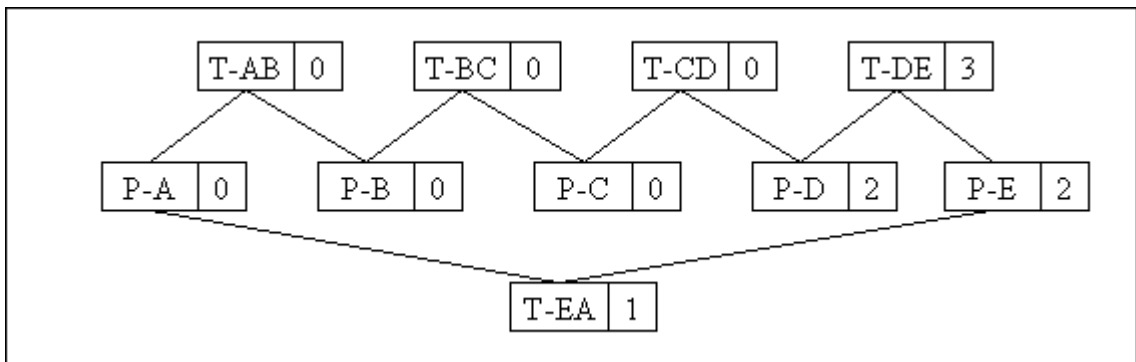 T-AB 0 T-BC 0 T-CD 0 T-DE 3
P-A 0 P-B 0 P-C 0 P-D 2 P-E 2
T-EA 1